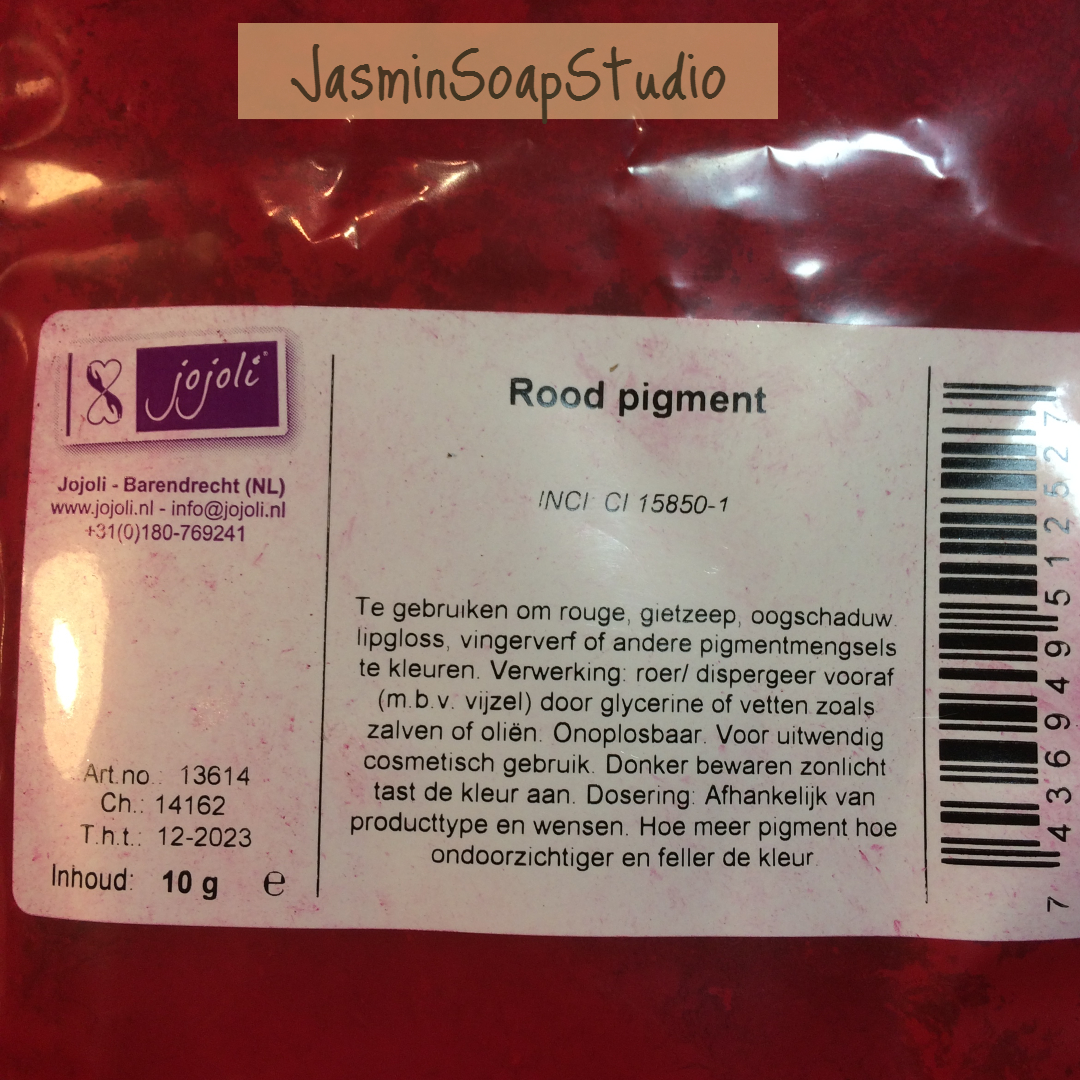 JasminSoapStudio
jojoli®
Jojoli - Barendrecht (NL)
www.jojoli.nl - info@jojoli.nl
+31(0)180-769241
Art.no.: 13614
Ch.: 14162
T.h.t.: 12-2023
Inhoud: 10 g ℮
Rood pigment
INCI: CI 15850-1
Te gebruiken om rouge, gietzeep, oogschaduw,
lipgloss, vingerverf of andere pigmentmengsels
te kleuren. Verwerking: roer/ dispergeer vooraf
(m.b.v. vijzel) door glycerine of vetten zoals
zalven of oliën. Onoplosbaar. Voor uitwendig
cosmetisch gebruik. Donker bewaren zonlicht
tast de kleur aan. Dosering: Afhankelijk van
producttype en wensen. Hoe meer pigment hoe
ondoorzichtiger en feller de kleur.
7436949512527